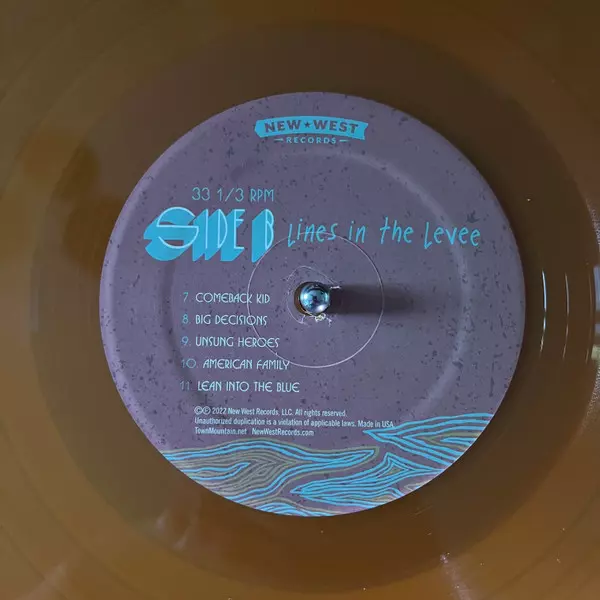 NEW★WEST
RECORDS
33 1/3 RPM
SIDE B Lines in the Levee
7. COMEBACK KID
8. BIG DECISIONS
9. UNSUNG HEROES
10. AMERICAN FAMILY
11. LEAN INTO THE BLUE
©℗ 2022 New West Records, LLC. All rights reserved.
Unauthorized duplication is a violation of applicable laws. Made in USA.
TownMountain.net . NewWestRecords.com